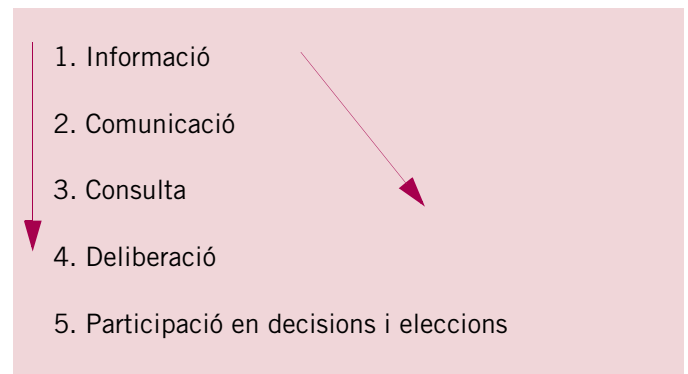 1. Informació
2. Comunicació
3. Consulta
4. Deliberació
5. Participació en decisions i eleccions